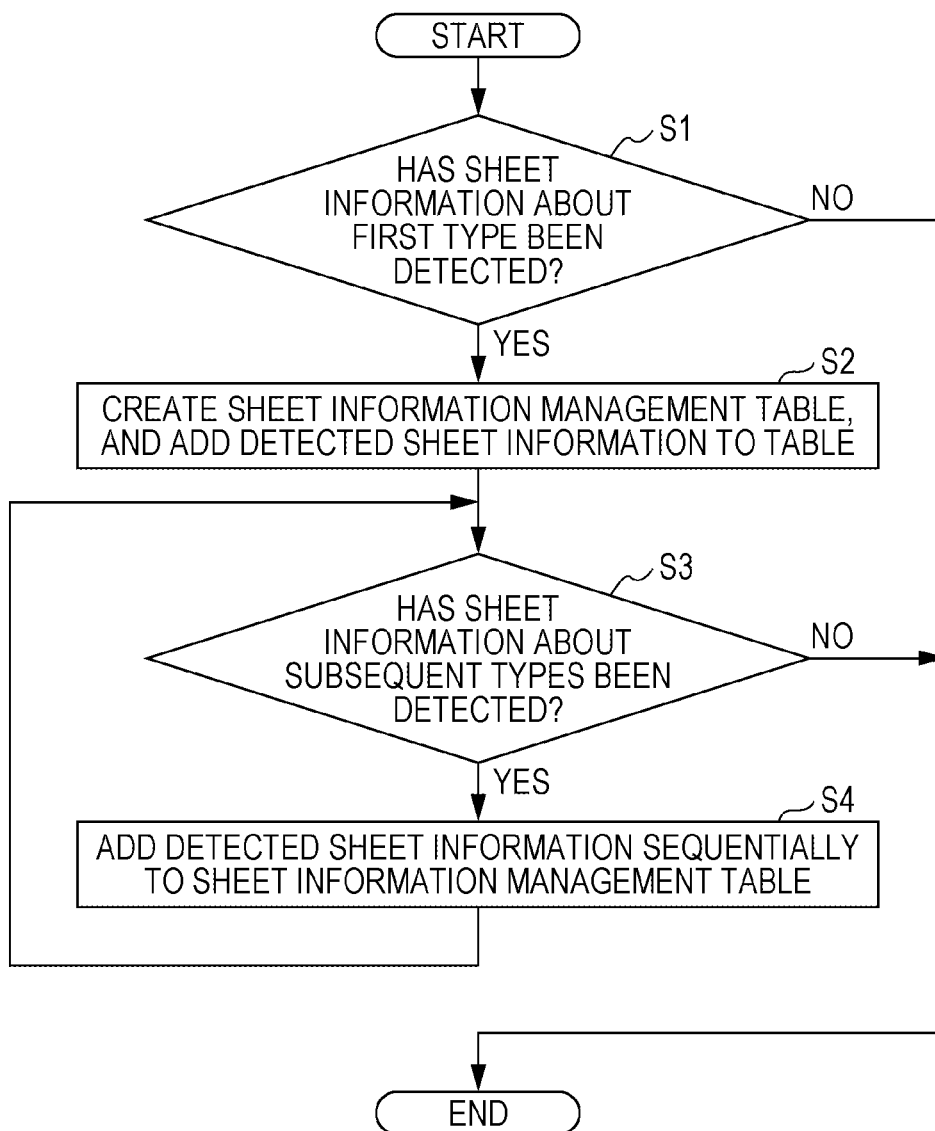 START
S1
HAS SHEET
INFORMATION ABOUT
FIRST TYPE BEEN
DETECTED?
NO
YES
S2
CREATE SHEET INFORMATION MANAGEMENT TABLE,
AND ADD DETECTED SHEET INFORMATION TO TABLE
S3
HAS SHEET
INFORMATION ABOUT
SUBSEQUENT TYPES BEEN
DETECTED?
NO
YES
S4
ADD DETECTED SHEET INFORMATION SEQUENTIALLY
TO SHEET INFORMATION MANAGEMENT TABLE
END